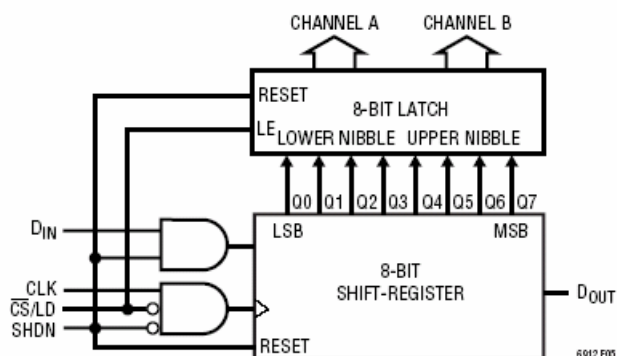 CHANNEL A CHANNEL B
RESET
8-BIT LATCH
LE
LOWER NIBBLE UPPER NIBBLE
Q0 Q1 Q2 Q3 Q4 Q5 Q6 Q7
DIN
LSB MSB
8-BIT
SHIFT-REGISTER
CLK
CS/LD
SHDN
DOUT
RESET
6912 F05